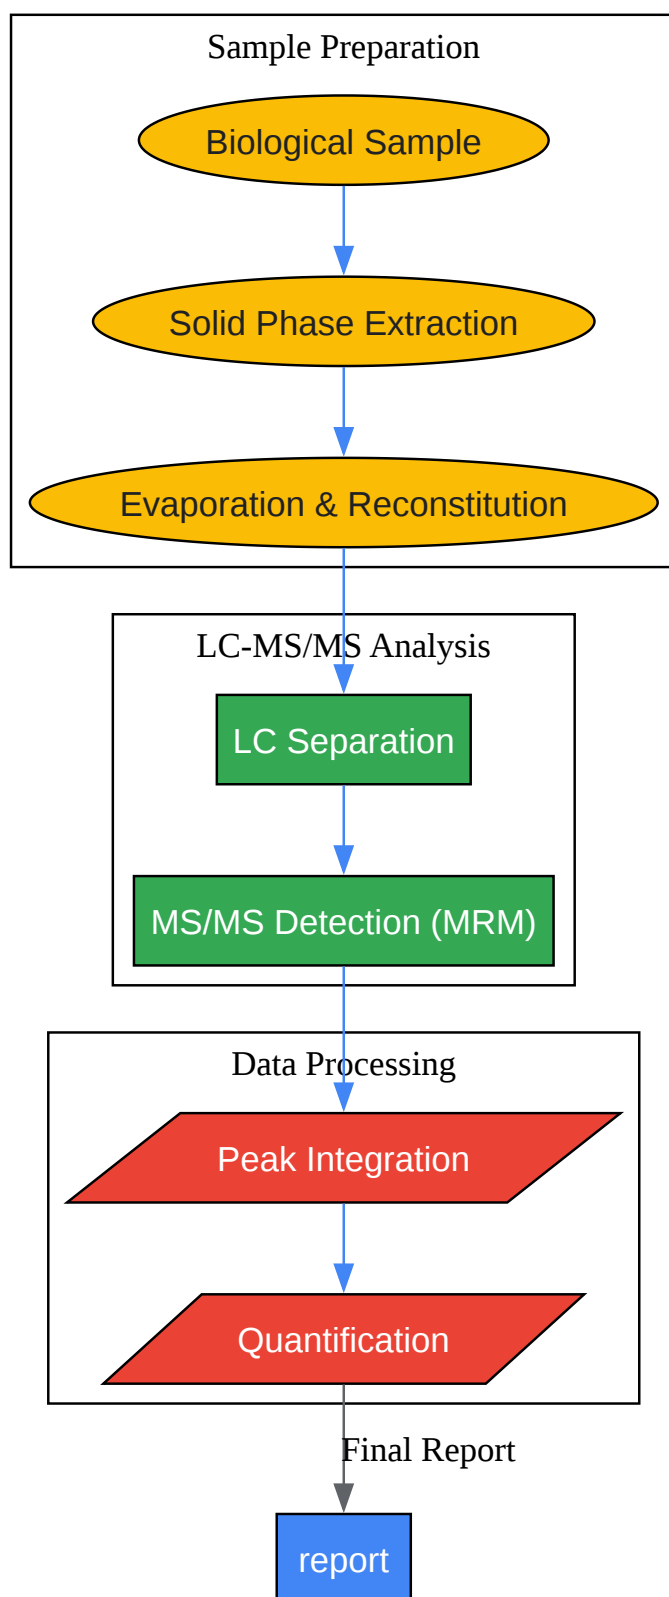 Sample Preparation
Biological Sample
Solid Phase Extraction
Evaporation & Reconstitution
LC-MS/MS Analysis
LC Separation
MS/MS Detection (MRM)
Data Processing
Peak Integration
Quantification
Final Report
report